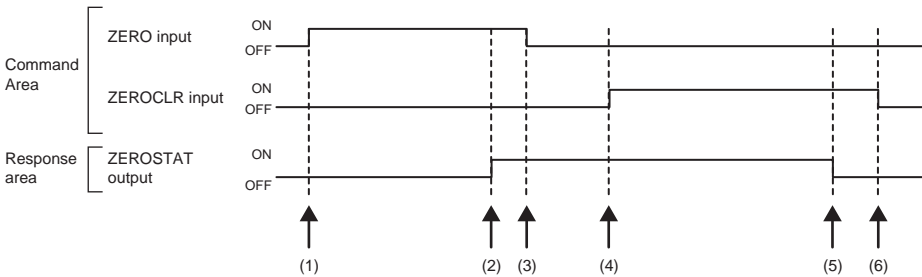 Command
Area
ZERO input
ON
OFF
ZEROCLR input
ON
OFF
Response
area
ZEROSTAT
output
ON
OFF
(1)
(2)
(3)
(4)
(5)
(6)